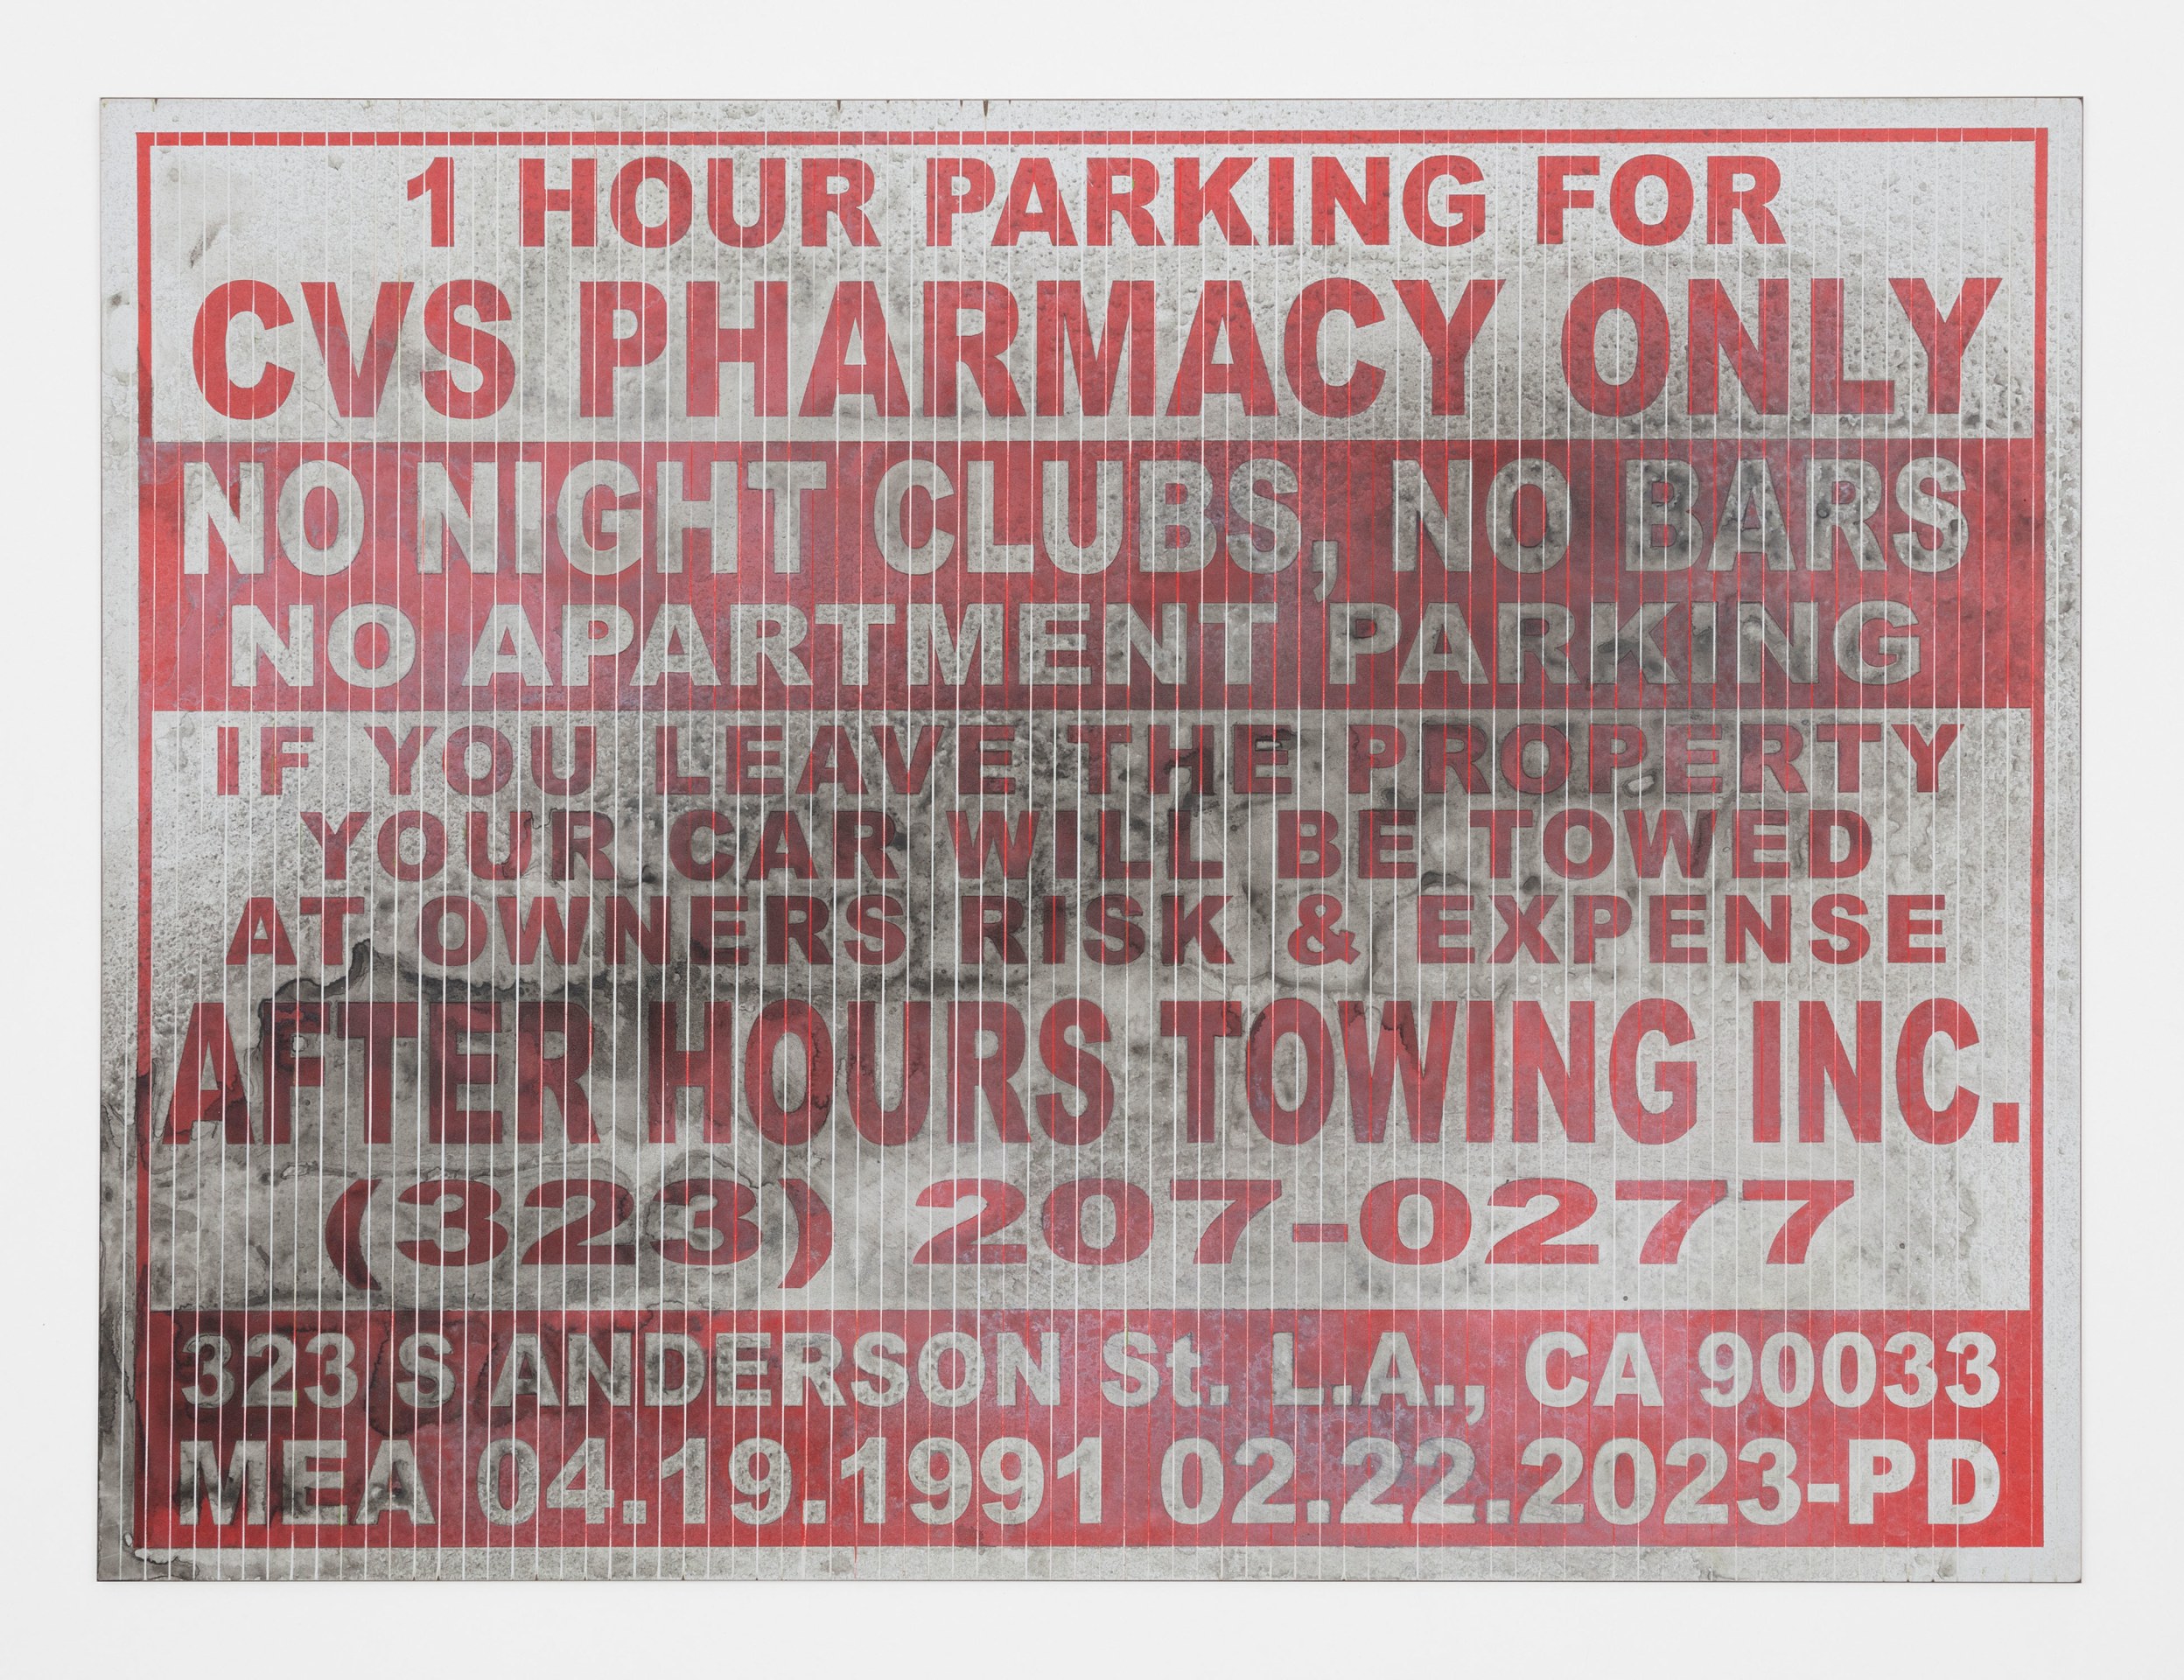 1 HOUR PARKING FOR
CVS PHARMACY ONLY
NO NIGHT CLUBS, NO BARS
NO APARTMENT PARKING
IF YOU LEAVE THE PROPERTY
YOUR CAR WILL BE TOWED
AT OWNERS RISK & EXPENSE
AFTER HOURS TOWING INC.
(323) 207-0277
323 S ANDERSON St. L.A., CA 90033
MEA 04.19.1991 02.22.2023-PD